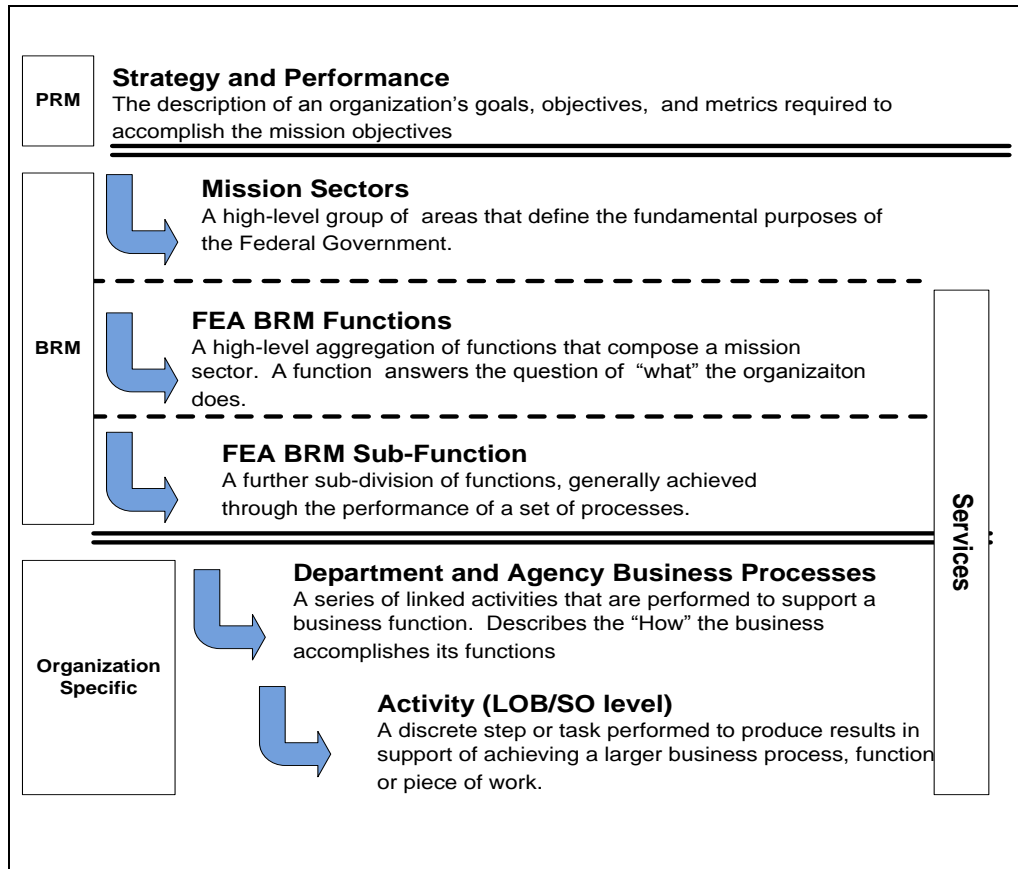 PRM
Strategy and Performance
The description of an organization's goals, objectives, and metrics required to
accomplish the mission objectives
BRM
Mission Sectors
A high-level group of areas that define the fundamental purposes of
the Federal Government.
FEA BRM Functions
A high-level aggregation of functions that compose a mission
sector. A function answers the question of “what” the organizaiton
does.
FEA BRM Sub-Function
A further sub-division of functions, generally achieved
through the performance of a set of processes.
Services
Organization
Specific
Department and Agency Business Processes
A series of linked activities that are performed to support a
business function. Describes the “How” the business
accomplishes its functions
Activity (LOB/SO level)
A discrete step or task performed to produce results in
support of achieving a larger business process, function
or piece of work.